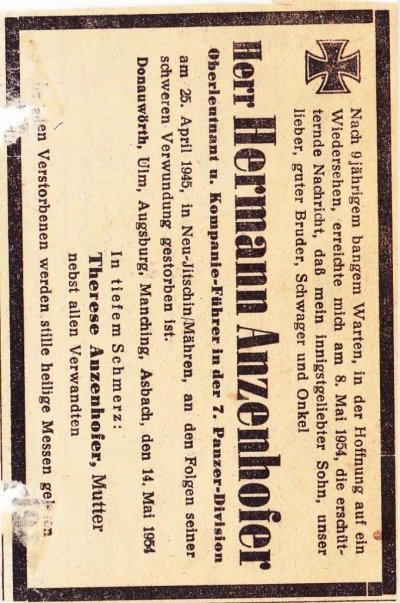 Nach 9 jährigem bangem Warten, in der Hoffnung auf ein
Wiedersehen, erreichte mich am 8. Mai 1954, die erschüt-
ternde Nachricht, daß mein innigstgeliebter Sohn, unser
lieber, guter Bruder, Schwager und Onkel
Herr Hermann Anzenhofer
Oberleutnant u. Kompanie-Führer in der 7. Panzer-Division
am 25. April 1945, in Neu-Jitschin/Mähren, an den Folgen seiner
schweren Verwundung gestorben ist.
Donauwörth, Ulm, Augsburg, Manching, Asbach, den 14. Mai 1954
In tiefem Schmerz:
Therese Anzenhofer, Mutter
nebst allen Verwandten
Verstorbenen werden stille heilige Messen